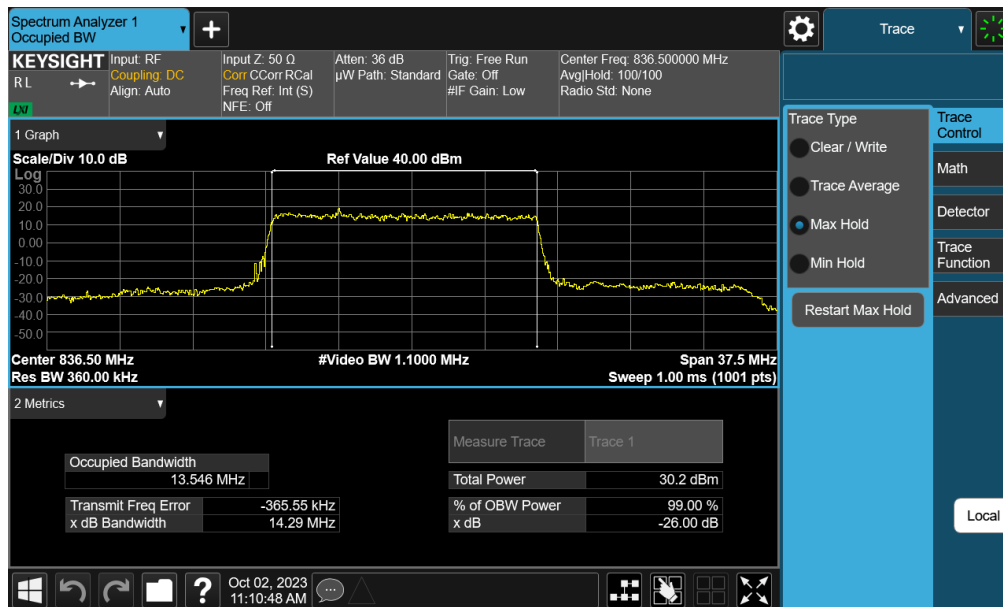 Spectrum Analyzer 1
Occupied BW
+
Trace
KEYSIGHT
R L
LXI
Input: RF
Coupling: DC
Align: Auto
Input Z: 50 Ω
Corr CCorr RCal
Freq Ref: Int (S)
NFE: Off
Atten: 36 dB
µW Path: Standard
Trig: Free Run
Gate: Off
#IF Gain: Low
Center Freq: 836.500000 MHz
Avg|Hold: 100/100
Radio Std: None
1 Graph
Scale/Div 10.0 dB
Ref Value 40.00 dBm
Log
30.0
20.0
10.0
0.00
-10.0
-20.0
-30.0
-40.0
-50.0
Center 836.50 MHz
#Video BW 1.1000 MHz
Span 37.5 MHz
Res BW 360.00 kHz
Sweep 1.00 ms (1001 pts)
2 Metrics
Measure Trace
Trace 1
Occupied Bandwidth
13.546 MHz
Total Power
30.2 dBm
Transmit Freq Error
-365.55 kHz
% of OBW Power
99.00 %
x dB Bandwidth
14.29 MHz
x dB
-26.00 dB
Trace Type
Clear / Write
Trace Average
Max Hold
Min Hold
Restart Max Hold
Trace
Control
Math
Detector
Trace
Function
Advanced
Local
?
Oct 02, 2023
11:10:48 AM